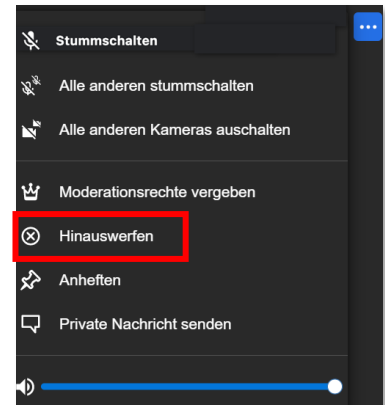 Stummschalten
Alle anderen stummschalten
Alle anderen Kameras auschalten
Moderationsrechte vergeben
Hinauswerfen
Anheften
Private Nachricht senden